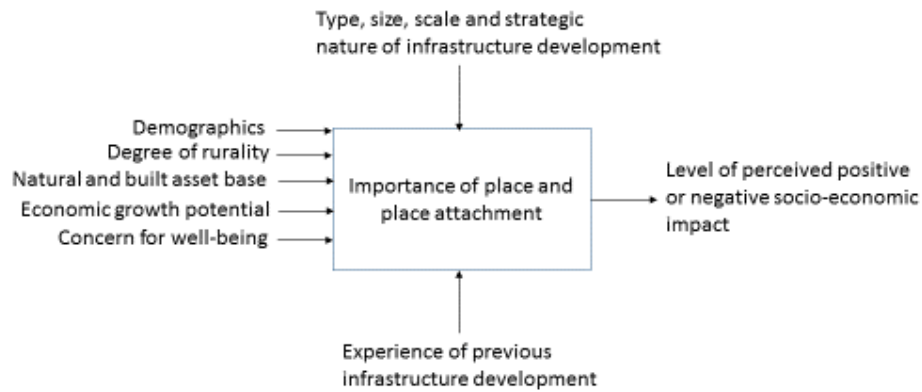 Type, size, scale and strategic
nature of infrastructure development
Demographics
Degree of rurality
Natural and built asset base
Economic growth potential
Concern for well-being
Importance of place and
place attachment
Level of perceived positive
or negative socio-economic
impact
Experience of previous
infrastructure development